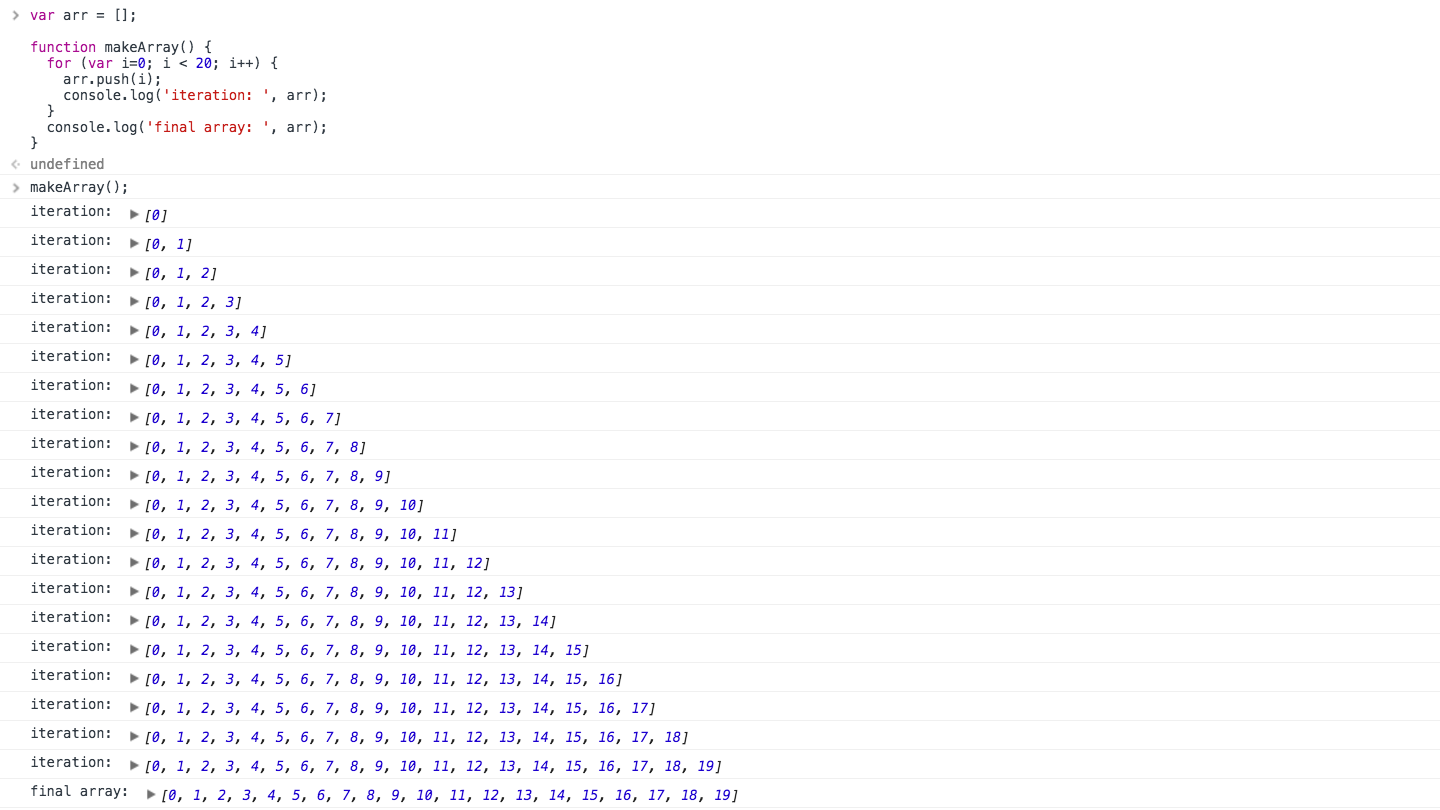 var arr = [];
function makeArray() {
  for (var i=0; i < 20; i++) {
    arr.push(i);
    console.log('iteration: ', arr);
  }
  console.log('final array: ', arr);
}
undefined
makeArray();
iteration: [0]
iteration: [0, 1]
iteration: [0, 1, 2]
iteration: [0, 1, 2, 3]
iteration: [0, 1, 2, 3, 4]
iteration: [0, 1, 2, 3, 4, 5]
iteration: [0, 1, 2, 3, 4, 5, 6]
iteration: [0, 1, 2, 3, 4, 5, 6, 7]
iteration: [0, 1, 2, 3, 4, 5, 6, 7, 8]
iteration: [0, 1, 2, 3, 4, 5, 6, 7, 8, 9]
iteration: [0, 1, 2, 3, 4, 5, 6, 7, 8, 9, 10]
iteration: [0, 1, 2, 3, 4, 5, 6, 7, 8, 9, 10, 11]
iteration: [0, 1, 2, 3, 4, 5, 6, 7, 8, 9, 10, 11, 12]
iteration: [0, 1, 2, 3, 4, 5, 6, 7, 8, 9, 10, 11, 12, 13]
iteration: [0, 1, 2, 3, 4, 5, 6, 7, 8, 9, 10, 11, 12, 13, 14]
iteration: [0, 1, 2, 3, 4, 5, 6, 7, 8, 9, 10, 11, 12, 13, 14, 15]
iteration: [0, 1, 2, 3, 4, 5, 6, 7, 8, 9, 10, 11, 12, 13, 14, 15, 16]
iteration: [0, 1, 2, 3, 4, 5, 6, 7, 8, 9, 10, 11, 12, 13, 14, 15, 16, 17]
iteration: [0, 1, 2, 3, 4, 5, 6, 7, 8, 9, 10, 11, 12, 13, 14, 15, 16, 17, 18]
iteration: [0, 1, 2, 3, 4, 5, 6, 7, 8, 9, 10, 11, 12, 13, 14, 15, 16, 17, 18, 19]
final array: [0, 1, 2, 3, 4, 5, 6, 7, 8, 9, 10, 11, 12, 13, 14, 15, 16, 17, 18, 19]